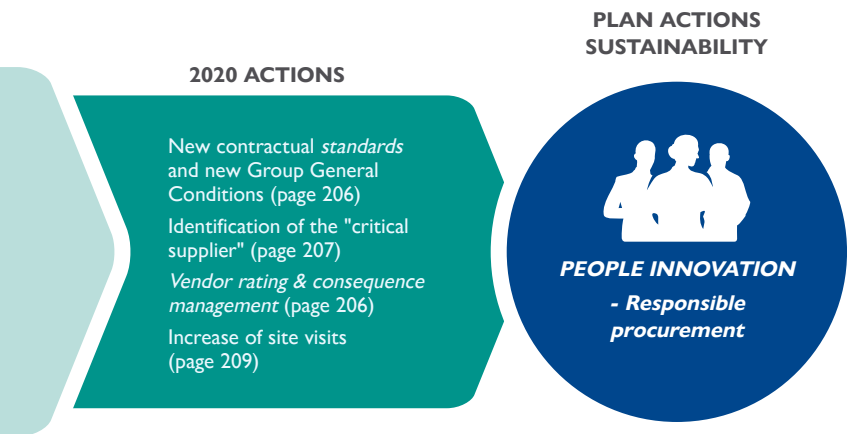 2020 ACTIONS
New contractual standards
and new Group General
Conditions (page 206)
Identification of the "critical
supplier" (page 207)
Vendor rating & consequence
management (page 206)
Increase of site visits
(page 209)
PLAN ACTIONS
SUSTAINABILITY
PEOPLE INNOVATION
- Responsible
procurement